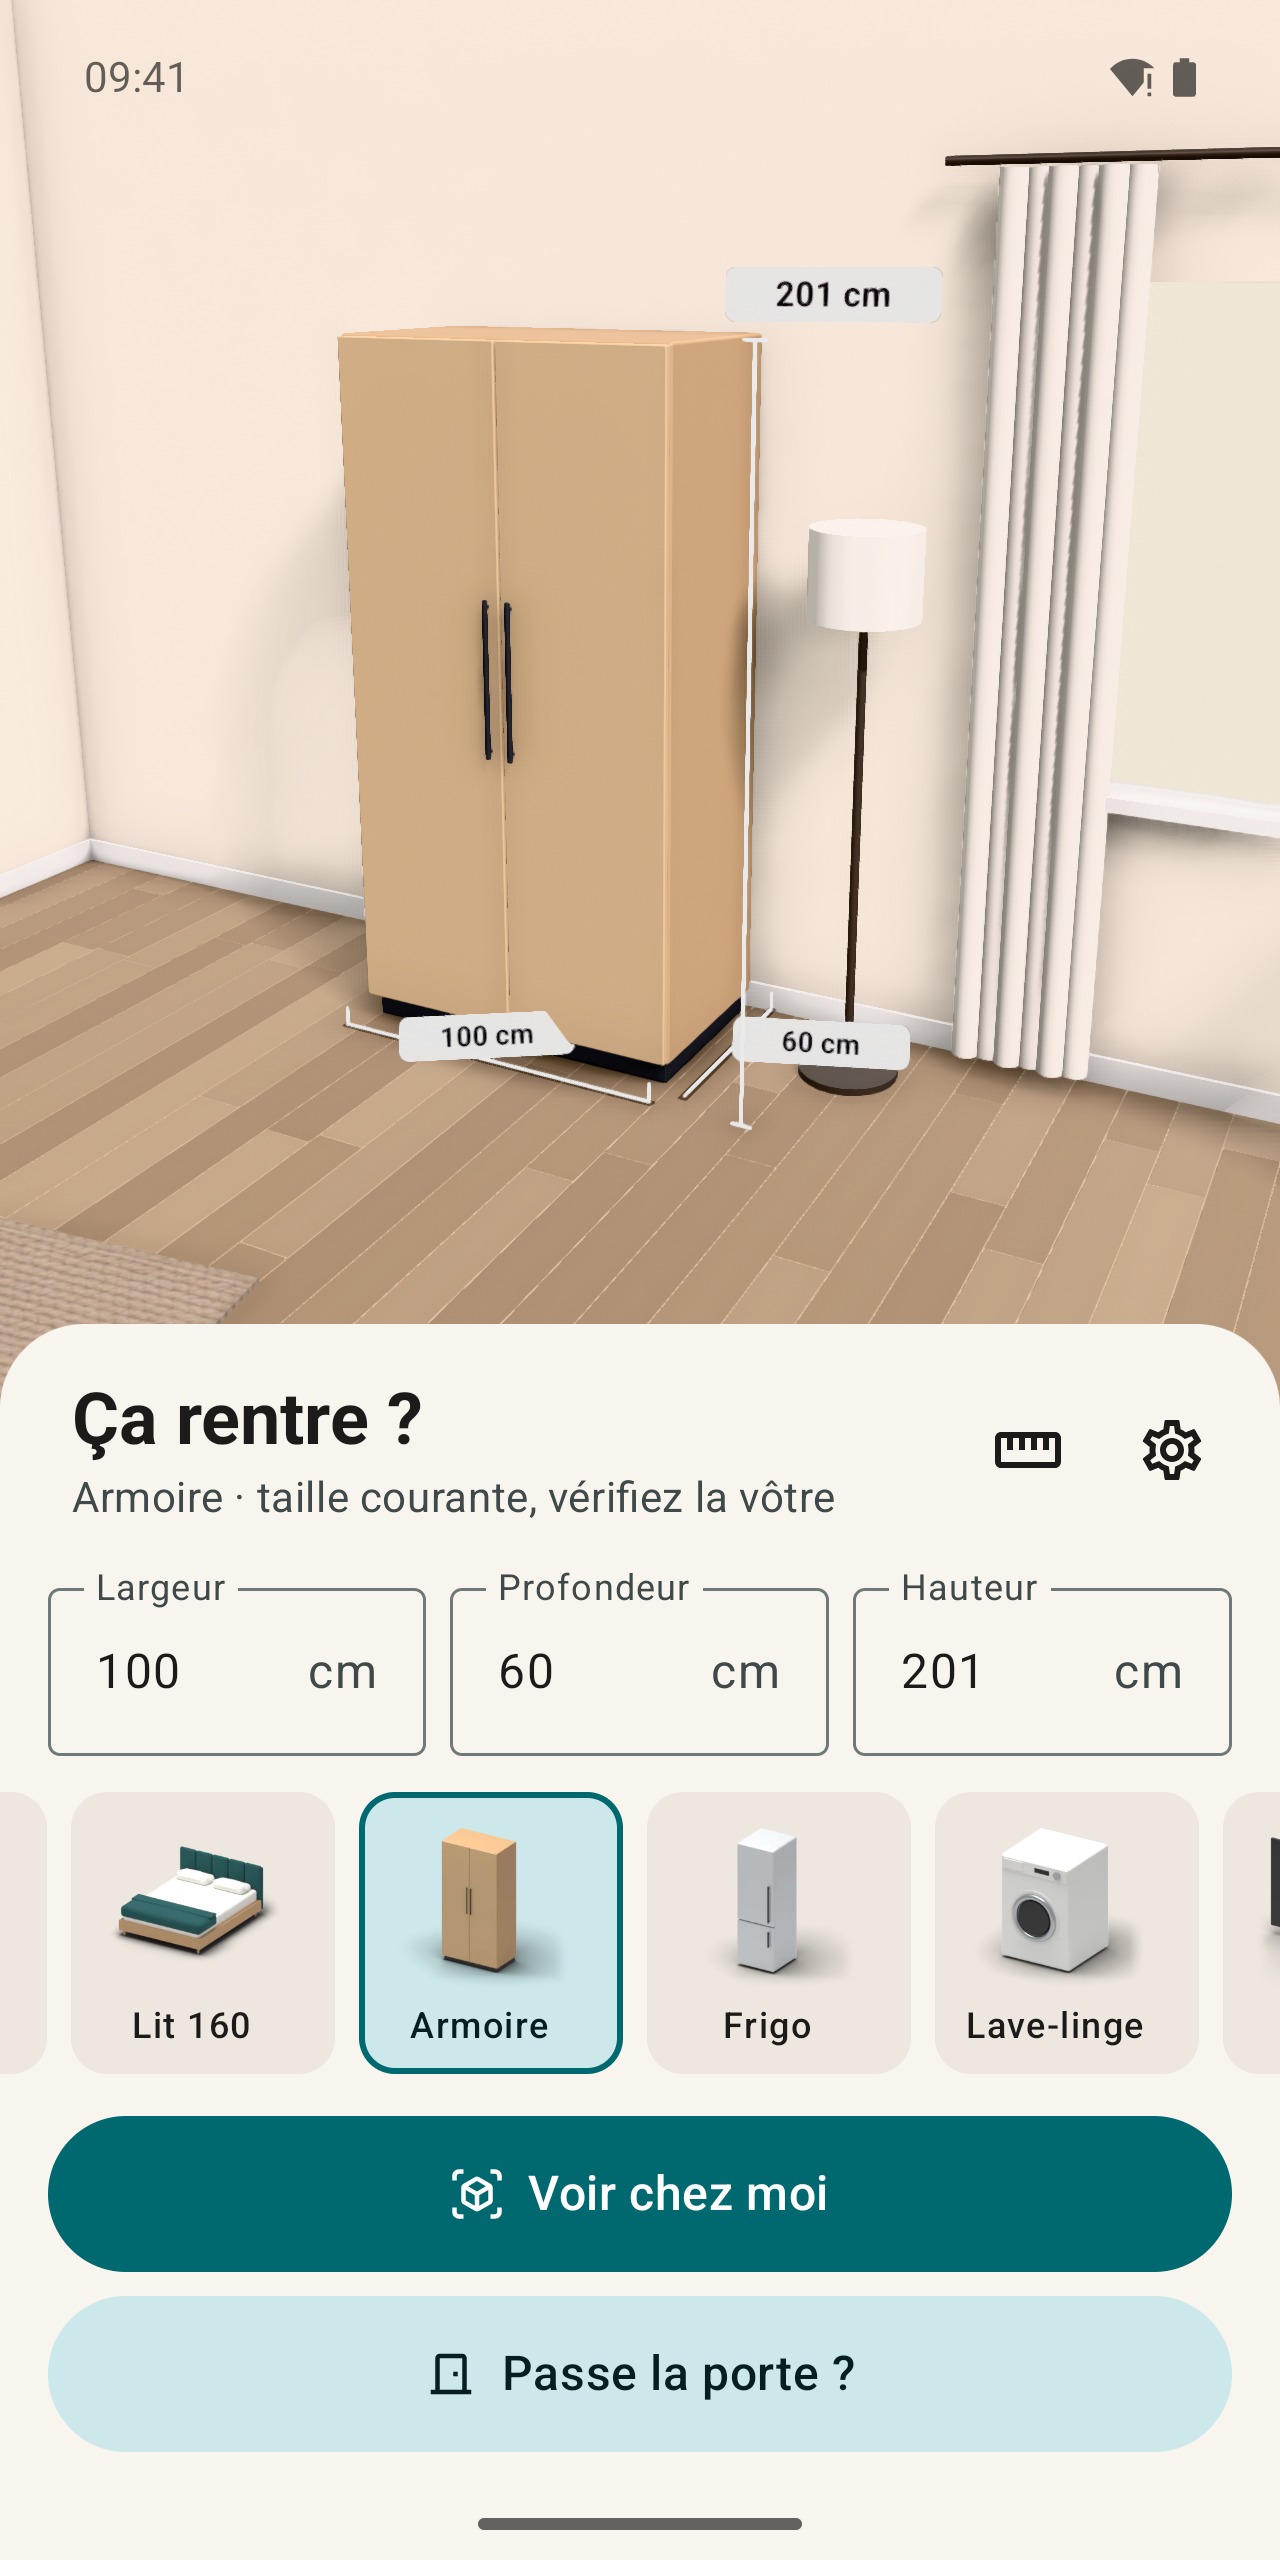 09:41
201 cm
100 cm
60 cm
Ça rentre ?
Armoire · taille courante, vérifiez la vôtre
Largeur
Profondeur
Hauteur
100 cm
60 cm
201 cm
Lit 160
Armoire
Frigo
Lave-linge
Voir chez moi
Passe la porte ?